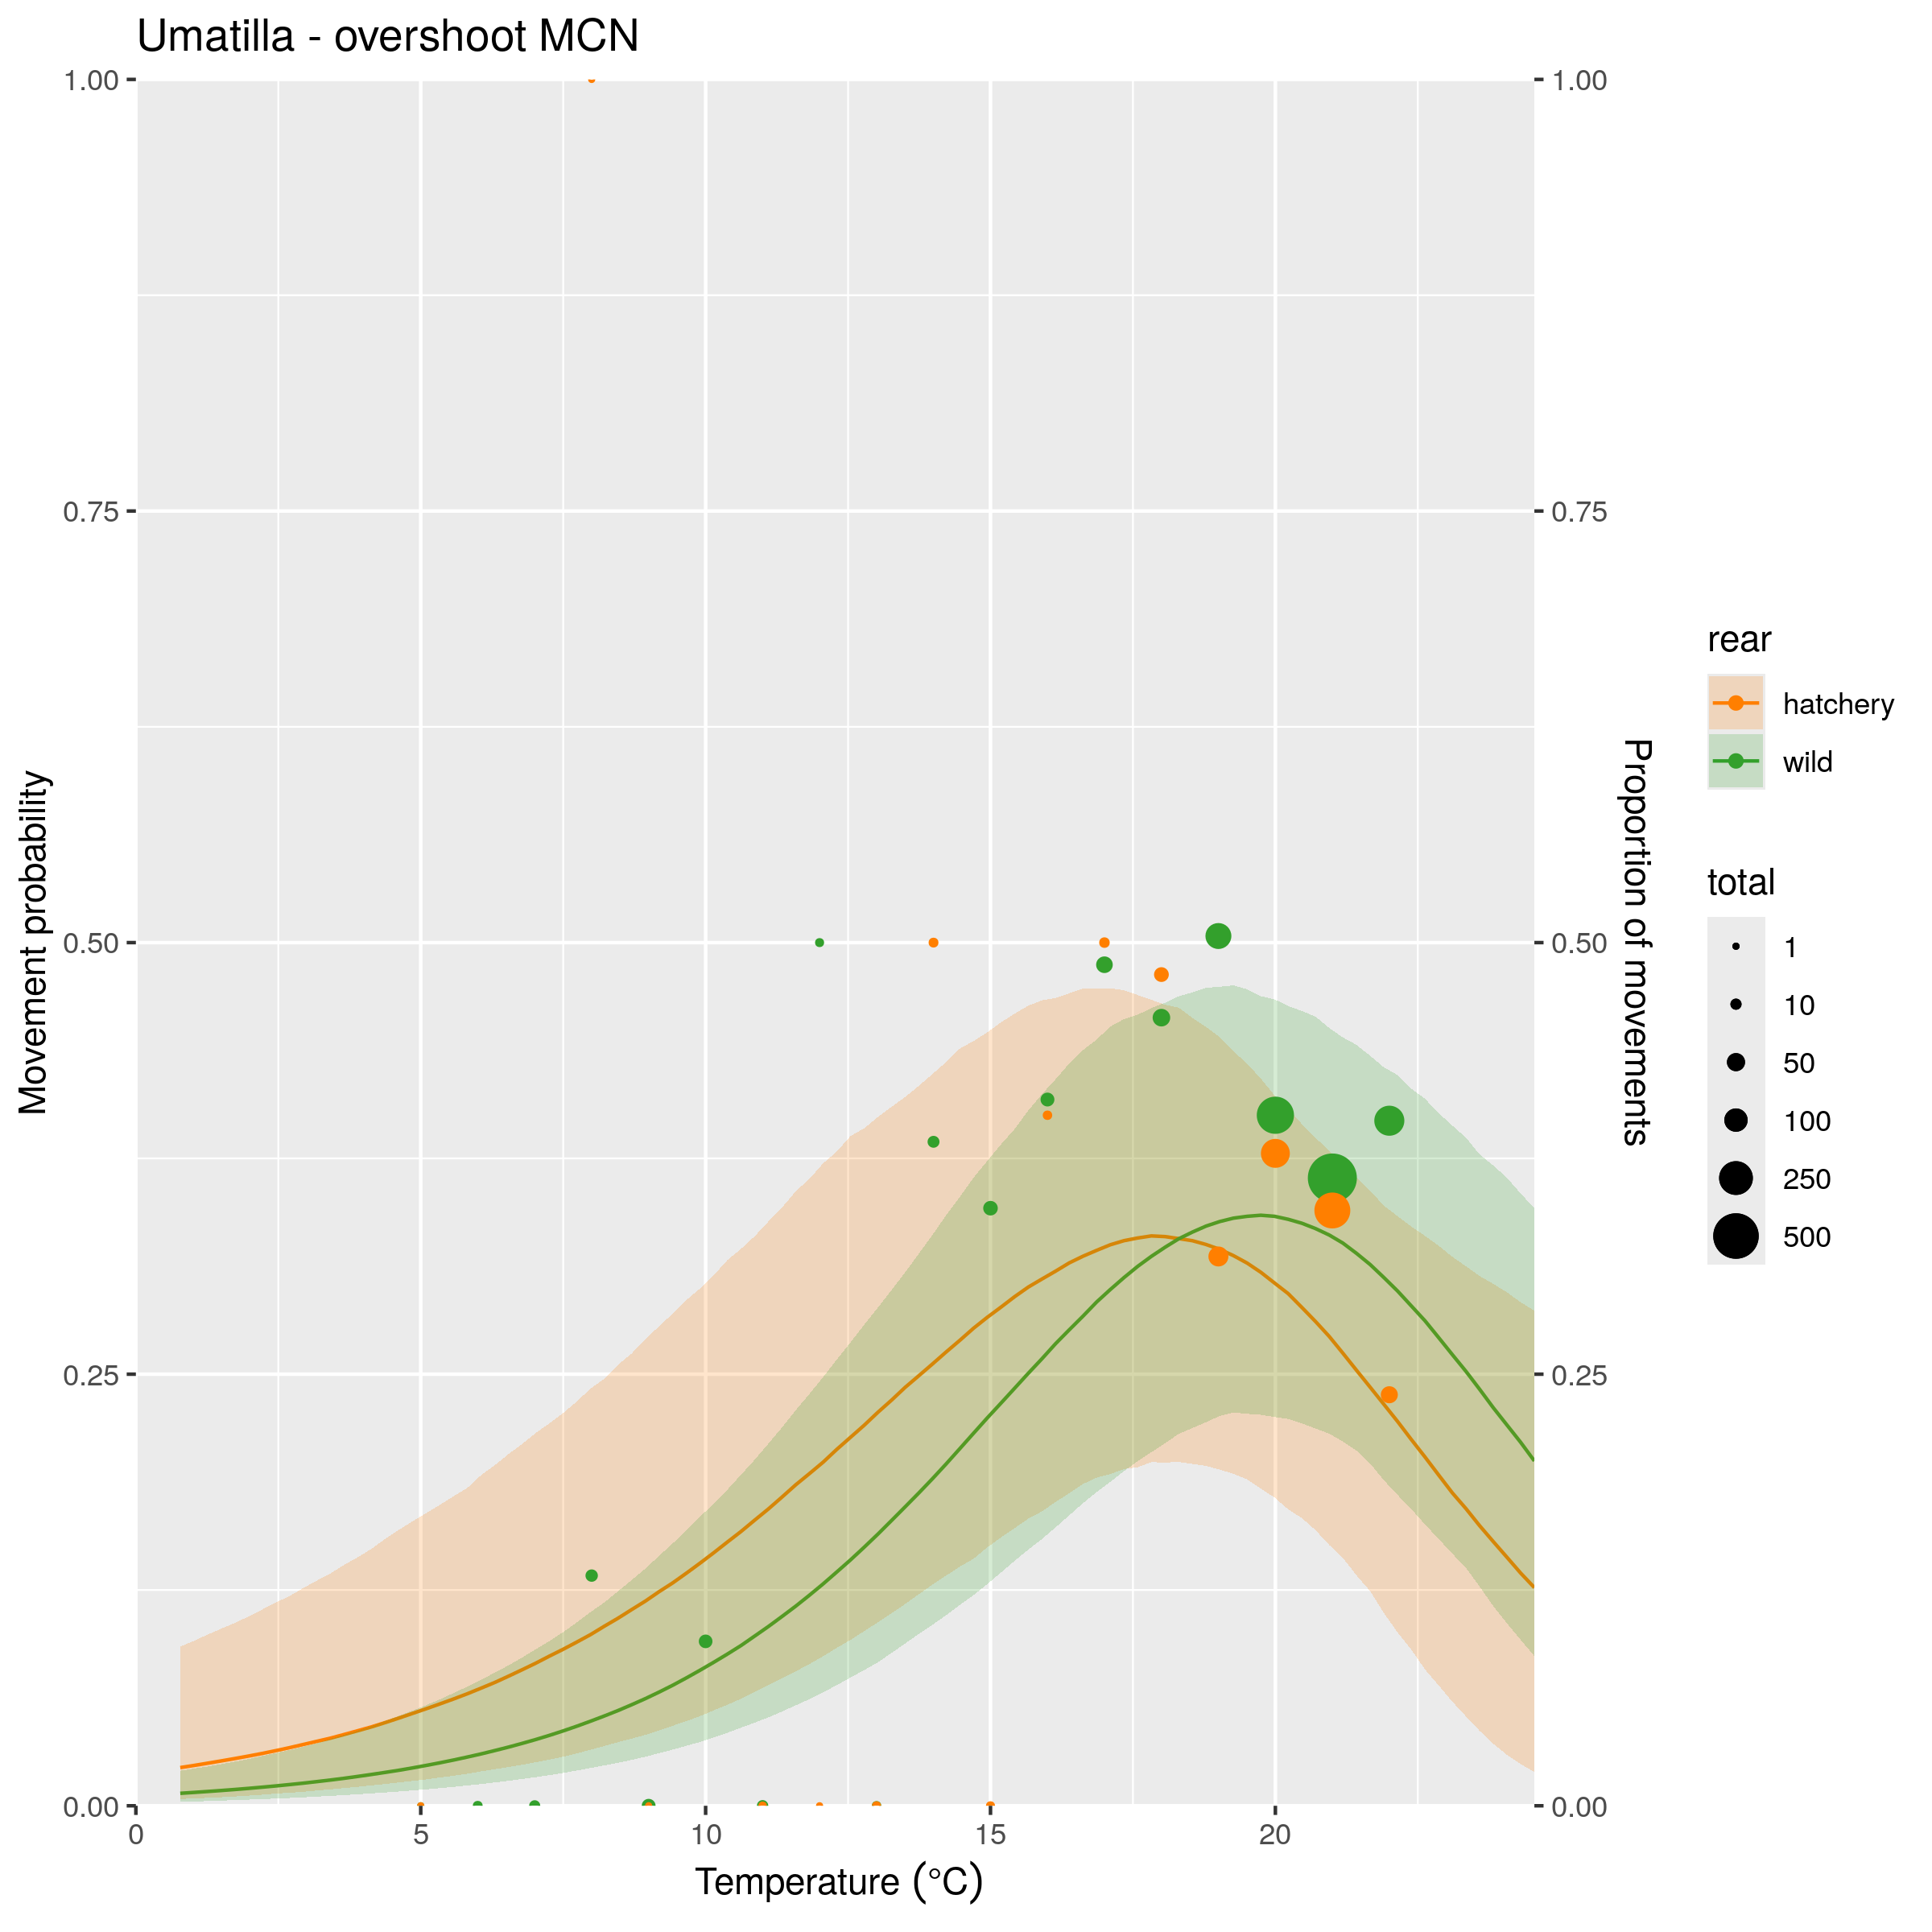 Umatilla - overshoot MCN
1.00
0.75
0.50
0.25
0.00
Movement probability
0
5
10
15
20
Temperature (°C)
1.00
0.75
0.50
0.25
0.00
Proportion of movements
rear
hatchery
wild
total
1
10
50
100
250
500